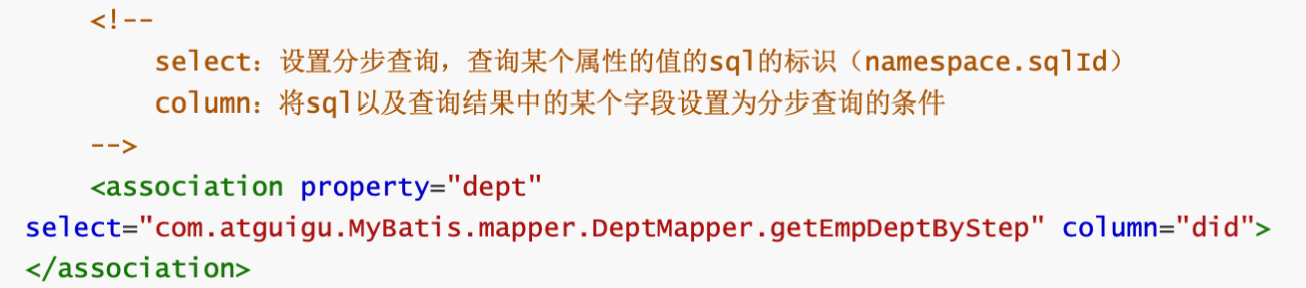 <!--
select：设置分步查询，查询某个属性的值的sql的标识（namespace.sqlId）
column：将sql以及查询结果中的某个字段设置为分步查询的条件
-->
<association property="dept"
select="com.atguigu.MyBatis.mapper.DeptMapper.getEmpDeptByStep" column="did">
</association>